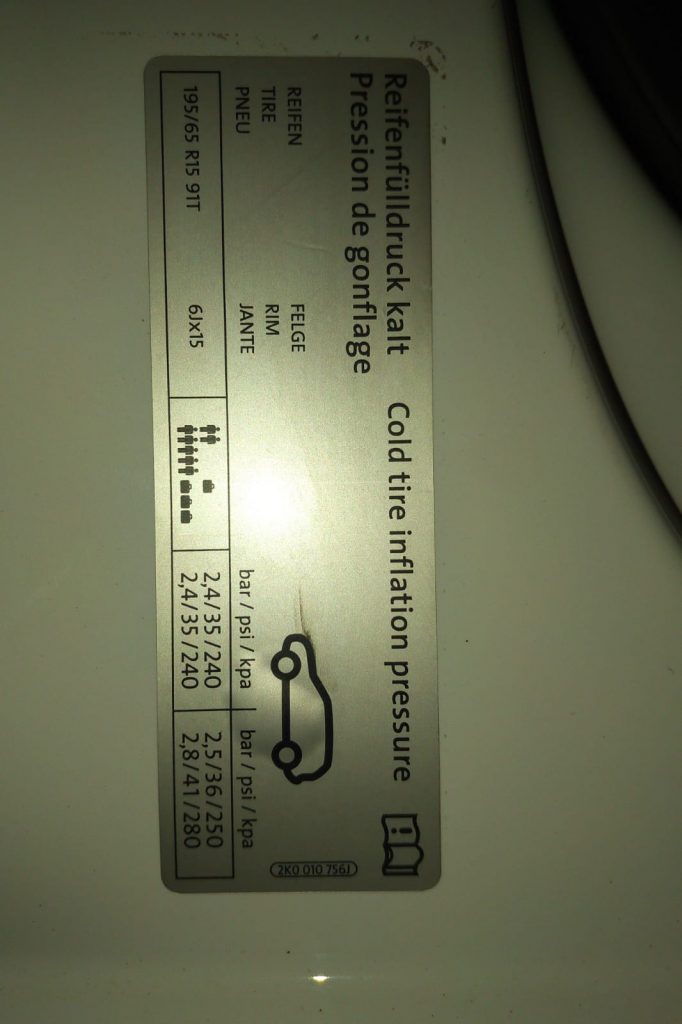 Reifenfülldruck kalt Cold tire inflation pressure
Pression de gonflage
REIFEN FELGE
TIRE RIM
PNEU JANTE
bar / psi / kpa bar / psi / kpa
2,4/35/240 2,5/36/250
195/65 R15 91T 6Jx15 2,4/35/240 2,8/41/280
2K0 010 756J